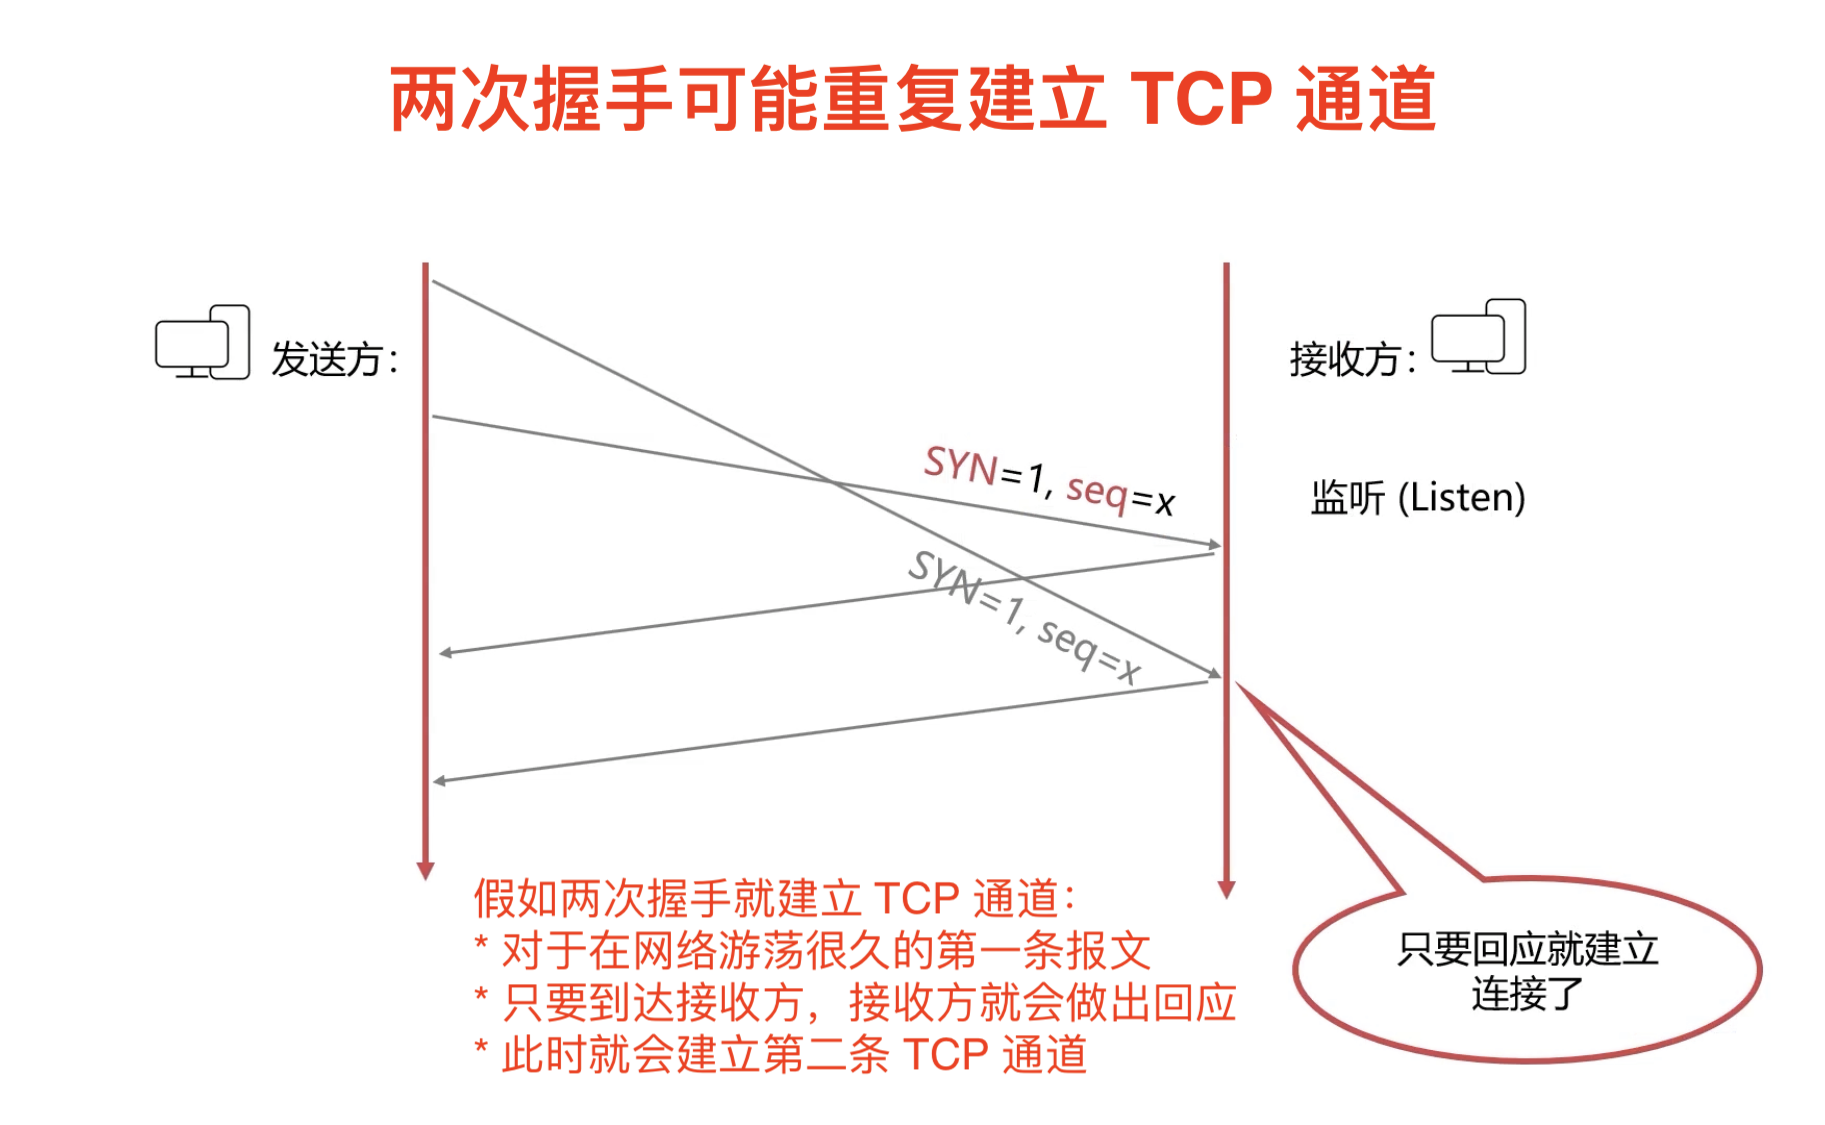 两次握手可能重复建立 TCP 通道
发送方：
接收方：
SYN=1, seq=x
监听 (Listen)
SYN=1, seq=x
假如两次握手就建立 TCP 通道：
* 对于在网络游荡很久的第一条报文
* 只要到达接收方，接收方就会做出回应
* 此时就会建立第二条 TCP 通道
只要回应就建立
连接了